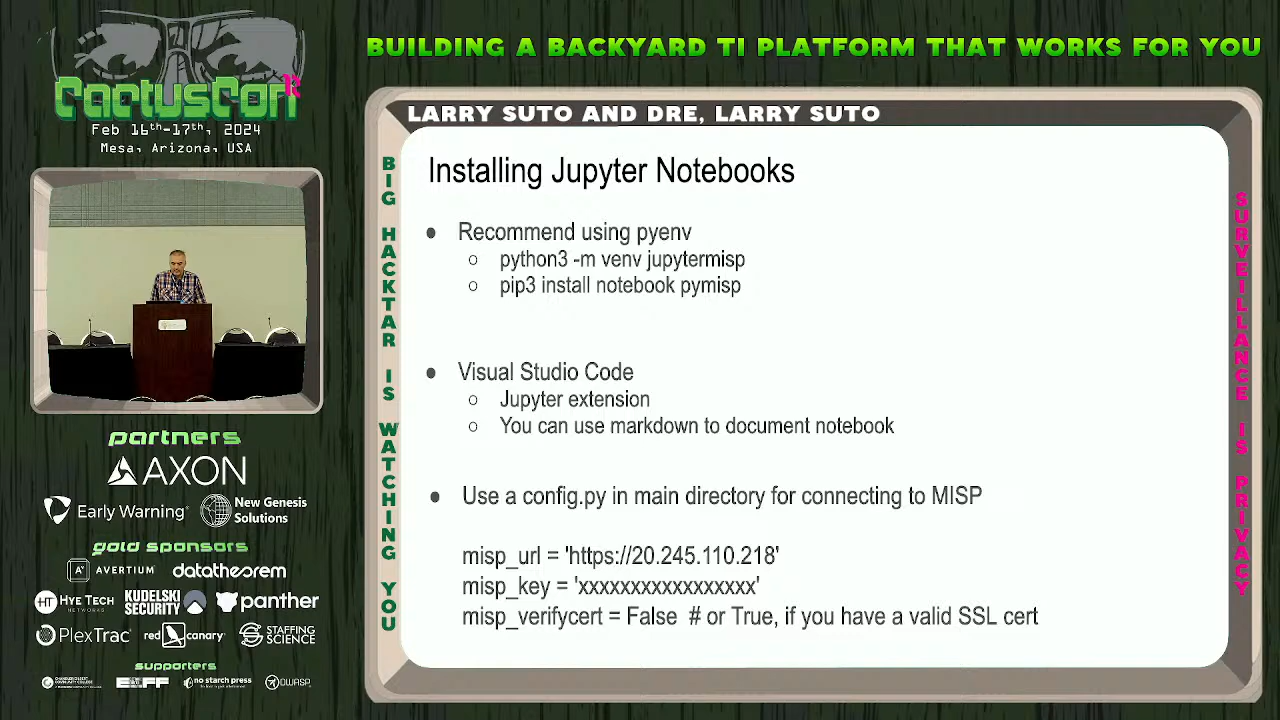 BUILDING A BACKYARD TI PLATFORM THAT WORKS FOR YOU
CactusCon
Feb 16th-17th, 2024
Mesa, Arizona, USA
LARRY SUTO AND DRE, LARRY SUTO
BIG HACKTAR IS WATCHING YOU
Installing Jupyter Notebooks
● Recommend using pyenv
○ python3 -m venv jupytermisp
○ pip3 install notebook pymisp
● Visual Studio Code
○ Jupyter extension
○ You can use markdown to document notebook
● Use a config.py in main directory for connecting to MISP
misp_url = 'https://20.245.110.218'
misp_key = 'xxxxxxxxxxxxxxxxx'
misp_verifycert = False # or True, if you have a valid SSL cert
SURVEILLANCE IS PRIVACY
partners
AXON
Early Warning
New Genesis
Solutions
gold sponsors
AVERTIUM
datatheorem
HYE TECH
NETWORKS
KUDELSKI
SECURITY
panther
PlexTrac
red canary
STAFFING
SCIENCE
supporters
EFF
no starch press
OWASP